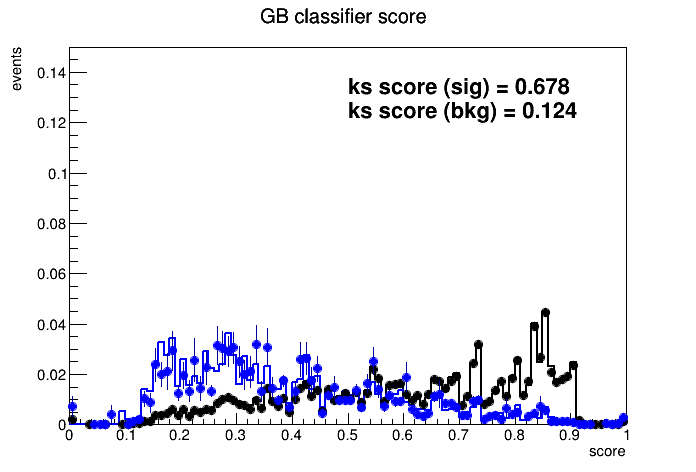 GB classifier score
events
ks score (sig) = 0.678
ks score (bkg) = 0.124
0.14
0.12
0.1
0.08
0.06
0.04
0.02
0
0 0.1 0.2 0.3 0.4 0.5 0.6 0.7 0.8 0.9 1
score